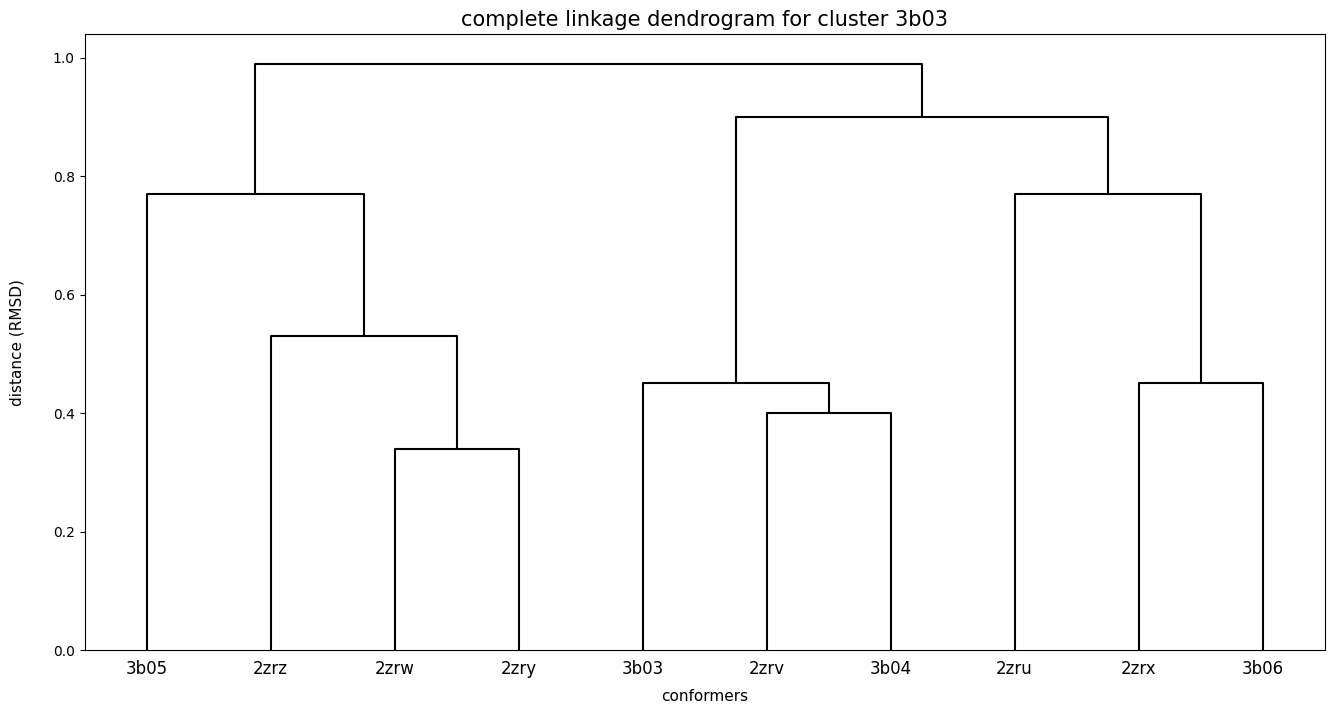 complete linkage dendrogram for cluster 3b03
distance (RMSD)
1.0
0.8
0.6
0.4
0.2
0.0
3b05 2zrz 2zrw 2zry 3b03 2zrv 3b04 2zru 2zrx 3b06
conformers